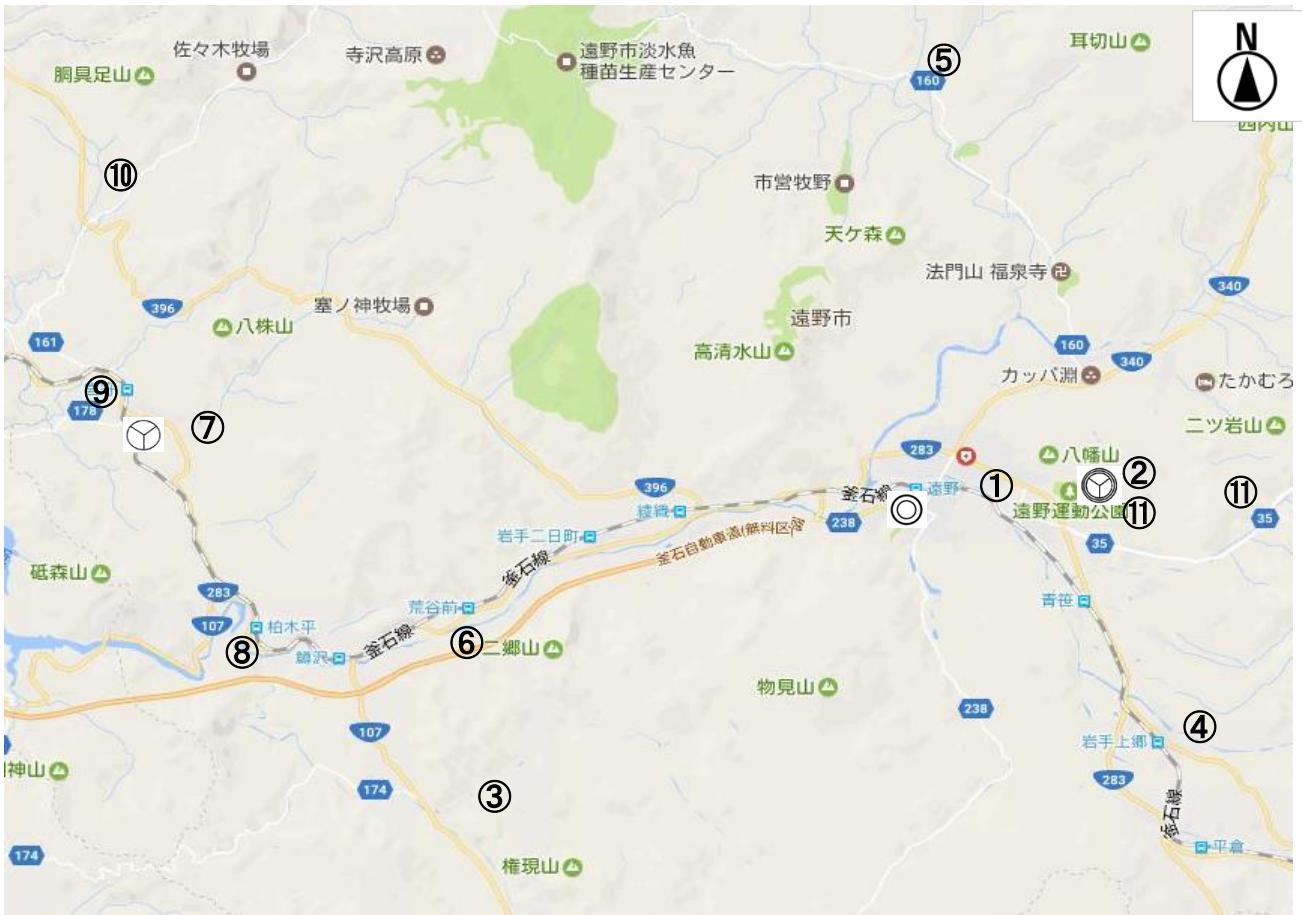 佐々木牧場
寺沢高原
遠野市淡水魚
種苗生産センター
⑤
耳切山
N
胴具足山
160
⑩
市営牧野
天ケ森
法門山 福泉寺
340
396
塞ノ神牧場
八株山
遠野市
161
高清水山
160
340
カッパ淵
たかむろ
⑨
178
⑦
二ツ岩山
283
八幡山
②
396
釜石線
遠野
①
⑪
綾織
遠野運動公園
⑪
238
35
岩手二日町
釜石自動車道(無料区
35
釜石線
砥森山
283
荒谷前
青笹
107
柏木平
釜石線
⑥
二郷山
⑧
鱒沢
物見山
238
④
107
岩手上郷
神山
283
174
③
釜石線
174
権現山
平倉